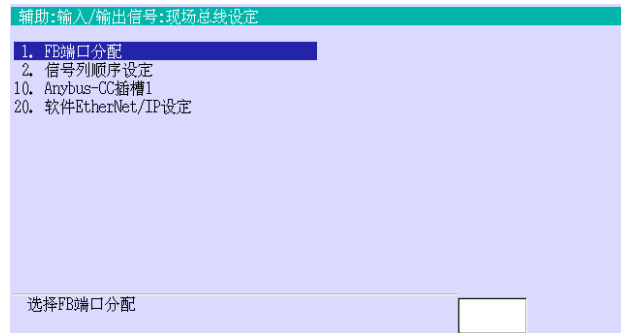 辅助:输入/输出信号:现场总线设定
1. FB端口分配
2. 信号列顺序设定
10. Anybus-CC插槽1
20. 软件EtherNet/IP设定
选择FB端口分配